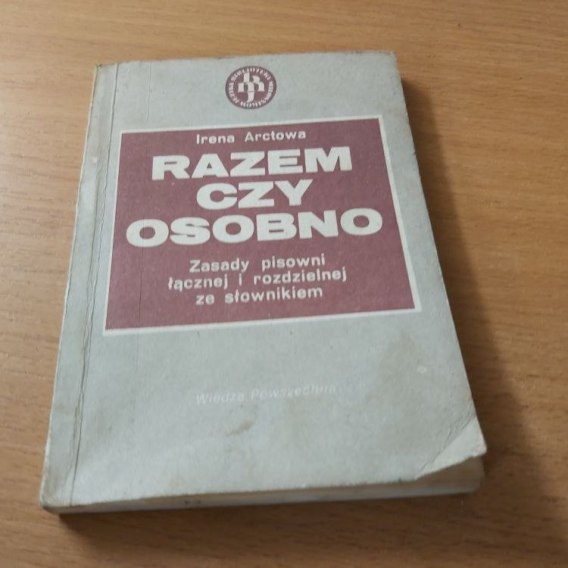 Irena Arctowa
RAZEM
CZY
OSOBNO
Zasady pisowni
łącznej i rozdzielnej
ze słownikiem
Wiedza Powszechna